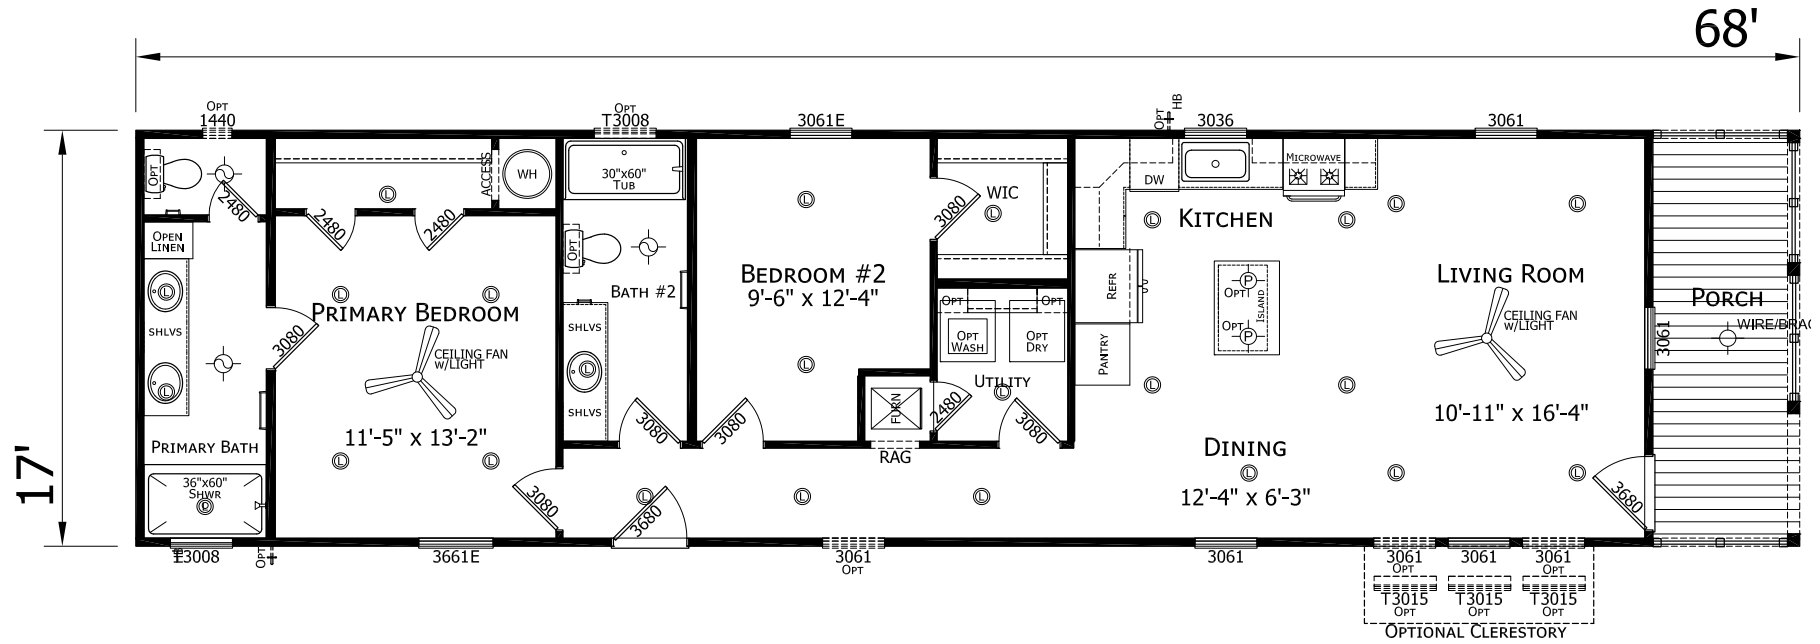 68'
17'
OPT
1440
OPT
T3008
3061E
OPT
HB
3036
3061
OPT
2480
ACCESS
WH
30"x60"
TUB
L
WIC
3080
L
DW
MICROWAVE
L
L
L
L
L
KITCHEN
OPEN
LINEN
2480
2480
OPT
L
SHLVS
L
3080
L
L
PRIMARY BEDROOM
CEILING FAN
w/LIGHT
11'-5" x 13'-2"
L
L
PRIMARY BATH
36"x60"
SHWR
L
BATH #2
SHLVS
L
SHLVS
3080
BEDROOM #2
9'-6" x 12'-4"
L
3080
OPT
OPT
OPT
WASH
OPT
DRY
UTILITY
L
FURN
2480
3080
RAG
REFR
PANTRY
P
OPT
ISLAND
OPT
P
L
L
LIVING ROOM
CEILING FAN
w/LIGHT
10'-11" x 16'-4"
3061
PORCH
WIRE/BRAC
DINING
12'-4" x 6'-3"
L
L
L
3080
L
3680
L
L
3680
T3008
OPT
3661E
3061
OPT
3061
3061
OPT
3061
3061
OPT
T3015
OPT
T3015
OPT
T3015
OPT
OPTIONAL CLERESTORY